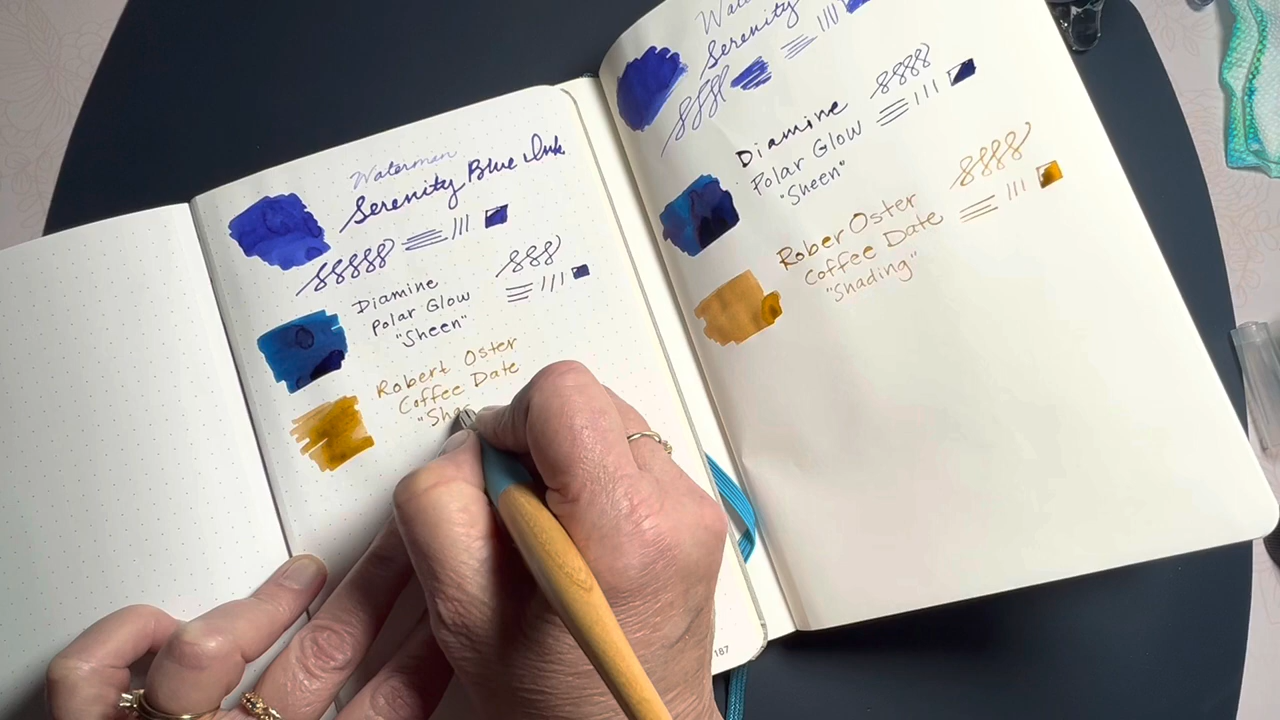 Waterman
Serenity Blue Ink
Diamine
Polar Glow
"Sheen"
Robert Oster
Coffee Date
"Sha
187
Serenity
Diamine
Polar Glow
"Sheen"
Rober Oster
Coffee Date
"Shading"